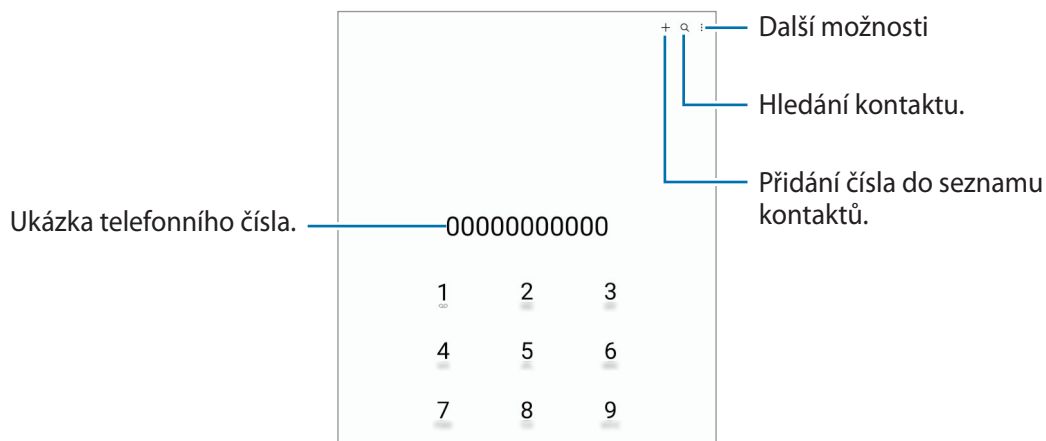 Další možnosti
Hledání kontaktu.
Přidání čísla do seznamu
kontaktů.
Ukázka telefonního čísla.
00000000000
1 2 3
4 5 6
7 8 9